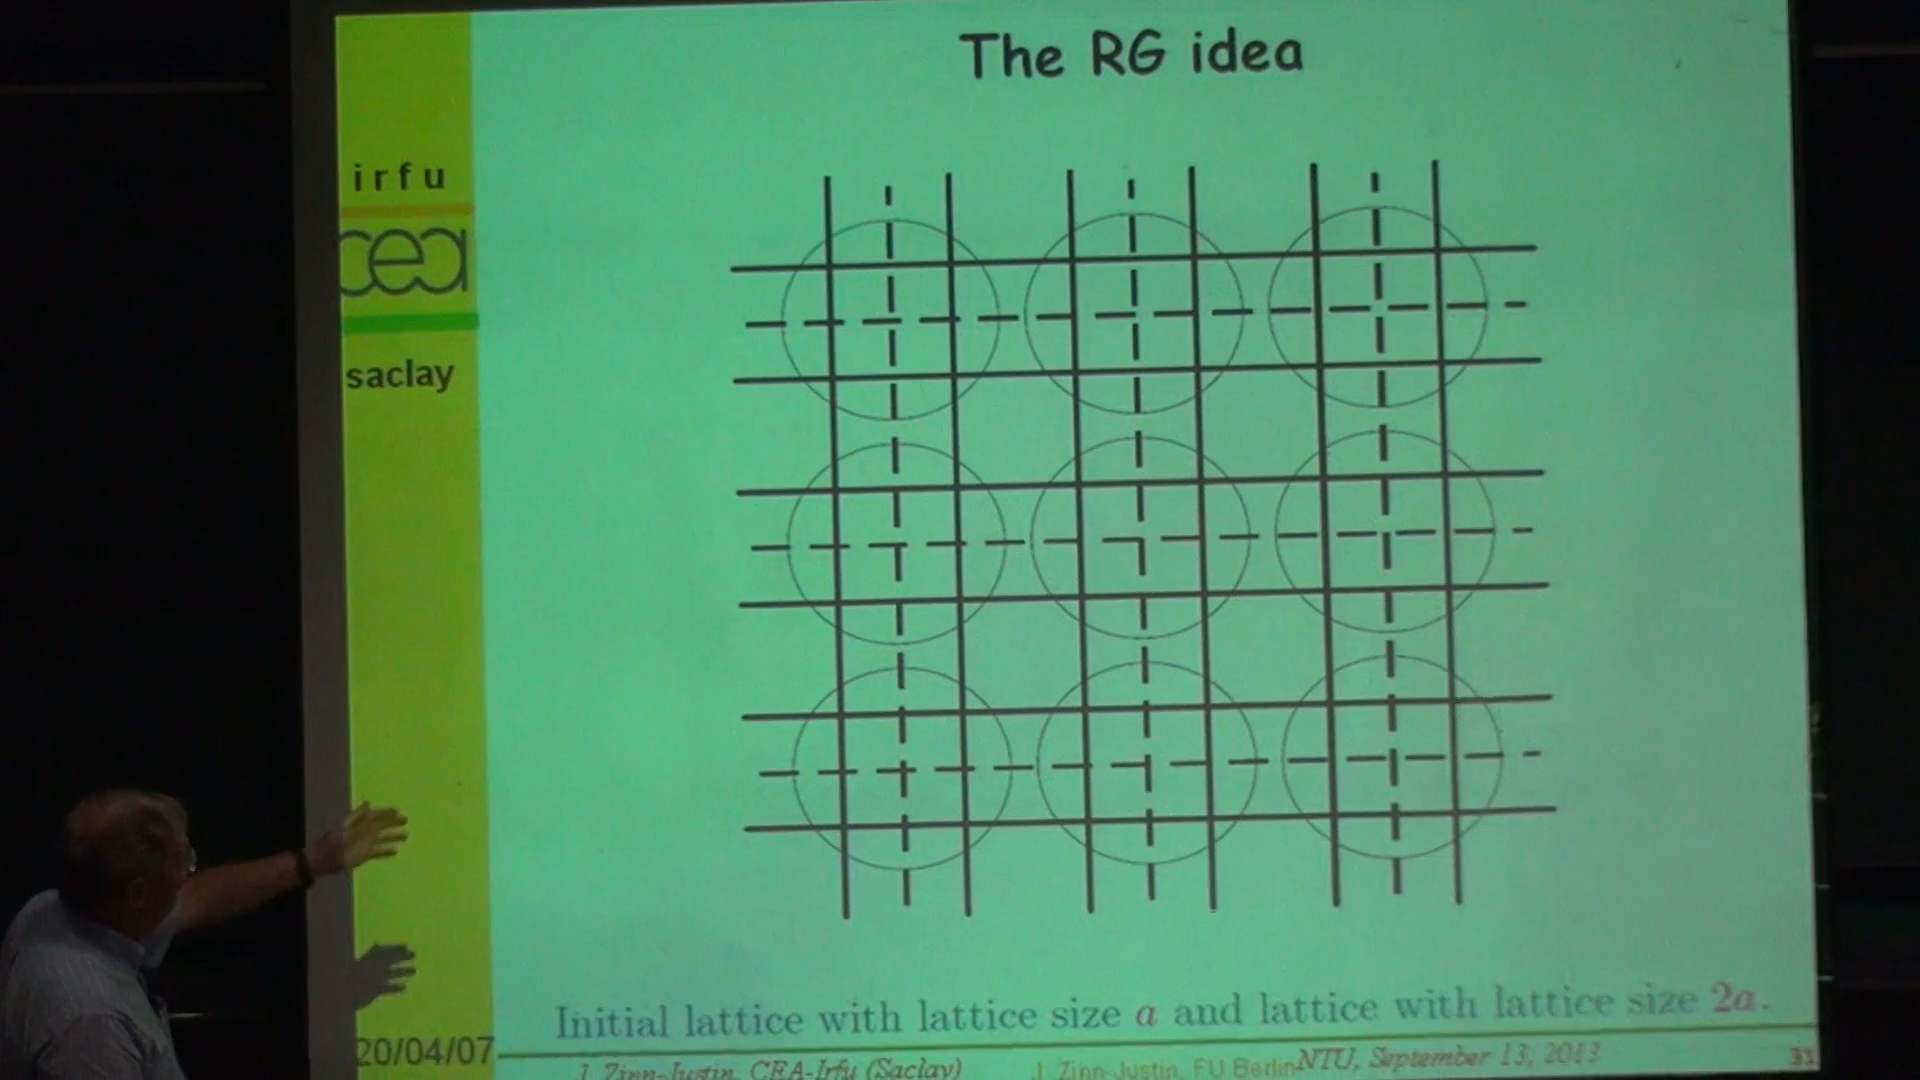 The RG idea
irfu
cea
saclay
Initial lattice with lattice size a and lattice with lattice size 2a.
20/04/07
J. Zinn-Justin, CEA-Irfu (Saclay)
J. Zinn-Justin, FU Berlin
NTU, September 13, 2013
31